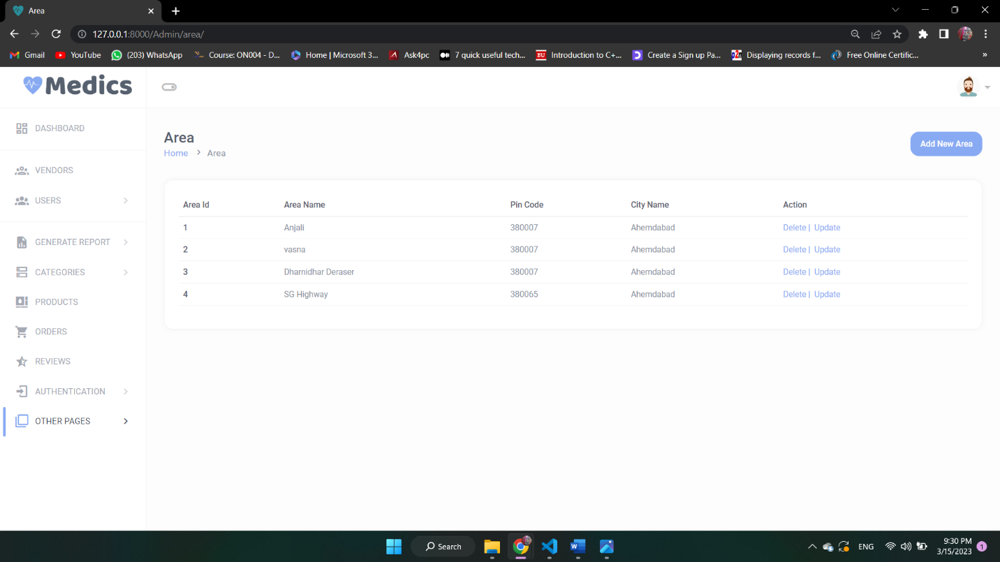 Area
127.0.0.1:8000/Admin/area/
Gmail YouTube (203) WhatsApp Course: ON004 - D... Home | Microsoft 3... Ask4pc 7 quick useful tech... BU Introduction to C+... Create a Sign up Pa... Displaying records f... Free Online Certific... »
Medics
DASHBOARD
VENDORS
USERS
GENERATE REPORT
CATEGORIES
PRODUCTS
ORDERS
REVIEWS
AUTHENTICATION
OTHER PAGES
Area
Home > Area
Add New Area
Area Id Area Name Pin Code City Name Action
1 Anjali 380007 Ahemdabad Delete | Update
2 vasna 380007 Ahemdabad Delete | Update
3 Dharnidhar Deraser 380007 Ahemdabad Delete | Update
4 SG Highway 380065 Ahemdabad Delete | Update
Search
ENG
9:30 PM
3/15/2023
1